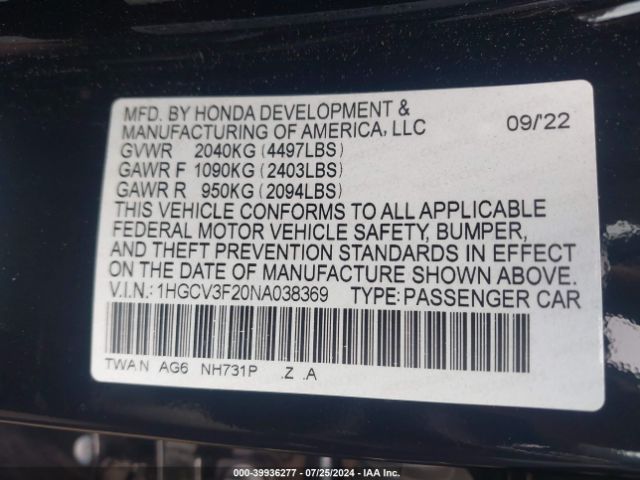 MFD. BY HONDA DEVELOPMENT &
MANUFACTURING OF AMERICA, LLC 09/'22
GVWR 2040KG (4497LBS)
GAWR F 1090KG (2403LBS)
GAWR R 950KG (2094LBS)
THIS VEHICLE CONFORMS TO ALL APPLICABLE
FEDERAL MOTOR VEHICLE SAFETY, BUMPER,
AND THEFT PREVENTION STANDARDS IN EFFECT
ON THE DATE OF MANUFACTURE SHOWN ABOVE.
V.I.N.: 1HGCV3F20NA038369 TYPE: PASSENGER CAR
TWA N AG6 NH731P .Z .A
000-39936277 - 07/25/2024 - IAA Inc.